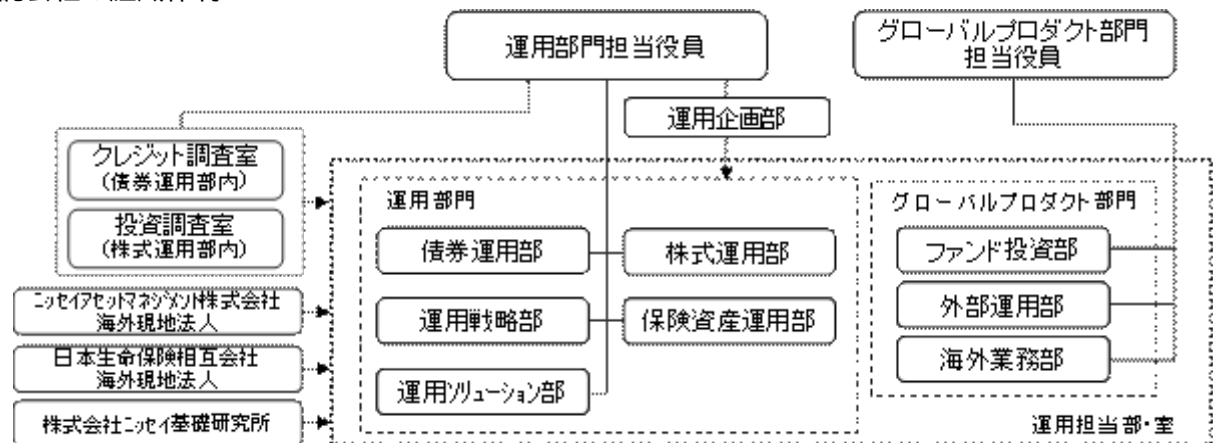 運用部門担当役員
グローバルプロダクト部門
担当役員
運用企画部
クレジット調査室
(債券運用部内)
投資調査室
(株式運用部内)
運用部門
グローバルプロダクト部門
債券運用部
株式運用部
ファンド投資部
ニッセイアセットマネジメント株式会社
海外現地法人
運用戦略部
保険資産運用部
外部運用部
日本生命保険相互会社
海外現地法人
運用ソリューション部
海外業務部
株式会社ニッセイ基礎研究所
運用担当部・室